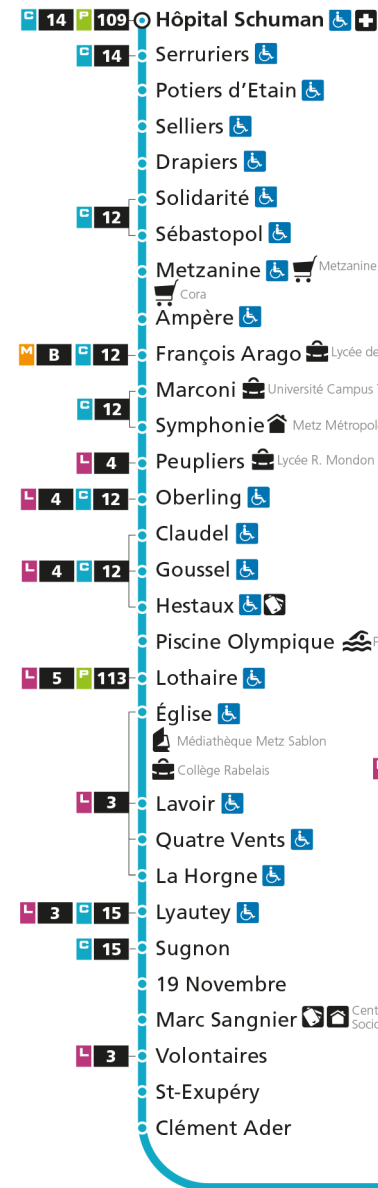 C 14 P 109 Hôpital Schuman
C 14 Serruriers
Potiers d'Etain
Selliers
Drapiers
Solidarité
C 12
Sébastopol
Metzanine Metzanine
Cora
Ampère
M B C 12 François Arago Lycée de
Marconi Université Campus
C 12
Symphonie Metz Métropol
L 4 Peupliers Lycée R. Mondon
L 4 C 12 Oberling
Claudel
L 4 C 12 Goussel
Hestaux
Piscine Olympique
L 5 P 113 Lothaire
Église
Médiathèque Metz Sablon
Collège Rabelais
L 3 Lavoir
Quatre Vents
La Horgne
L 3 C 15 Lyautey
C 15 Sugnon
19 Novembre
Marc Sangnier Cent
Socio
L 3 Volontaires
St-Exupéry
Clément Ader